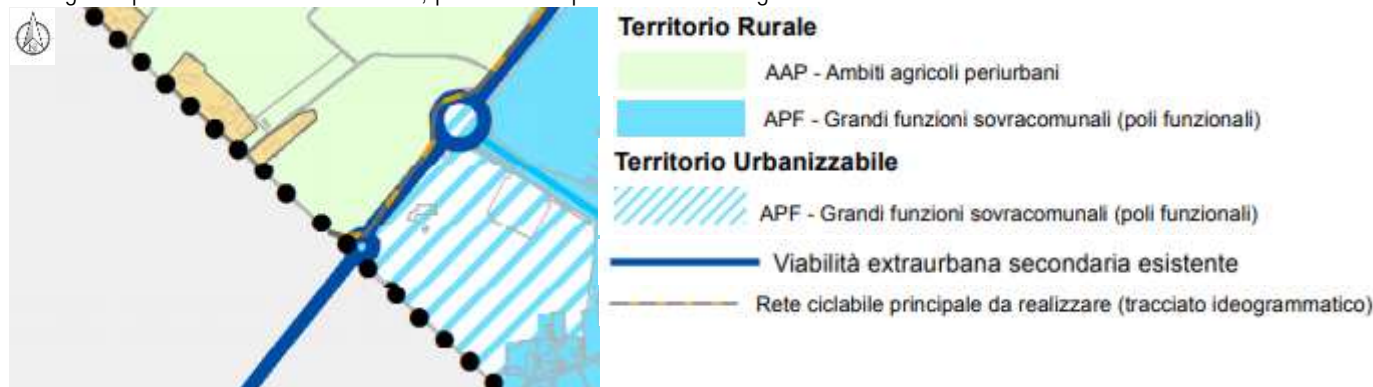 Territorio Rurale
AAP - Ambiti agricoli periurbani
APF - Grandi funzioni sovracomunali (poli funzionali)
Territorio Urbanizzabile
APF - Grandi funzioni sovracomunali (poli funzionali)
Viabilità extraurbana secondaria esistente
Rete ciclabile principale da realizzare (tracciato ideogrammatico)